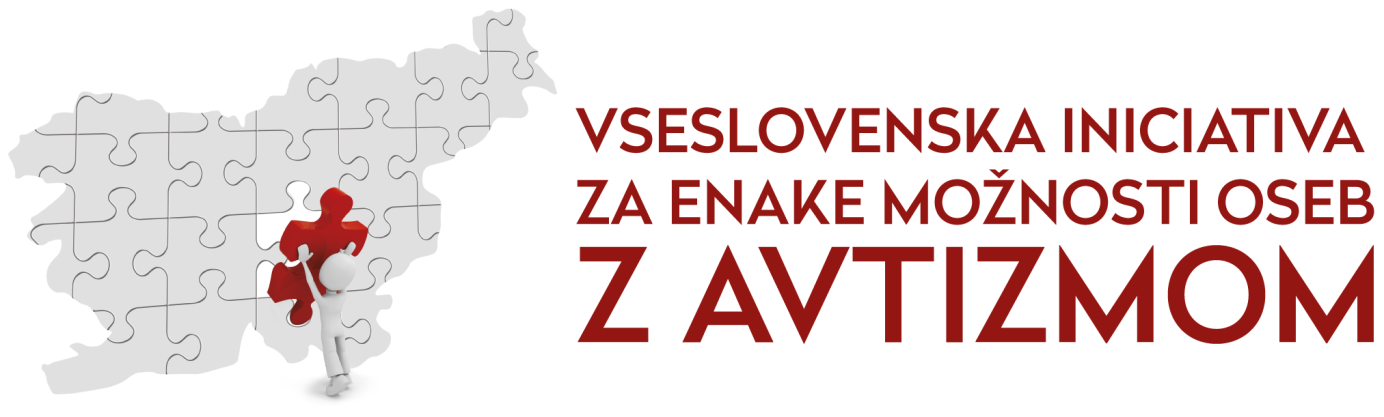 VSESLOVENSKA INICIATIVA
ZA ENAKE MOŽNOSTI OSEB
Z AVTIZMOM